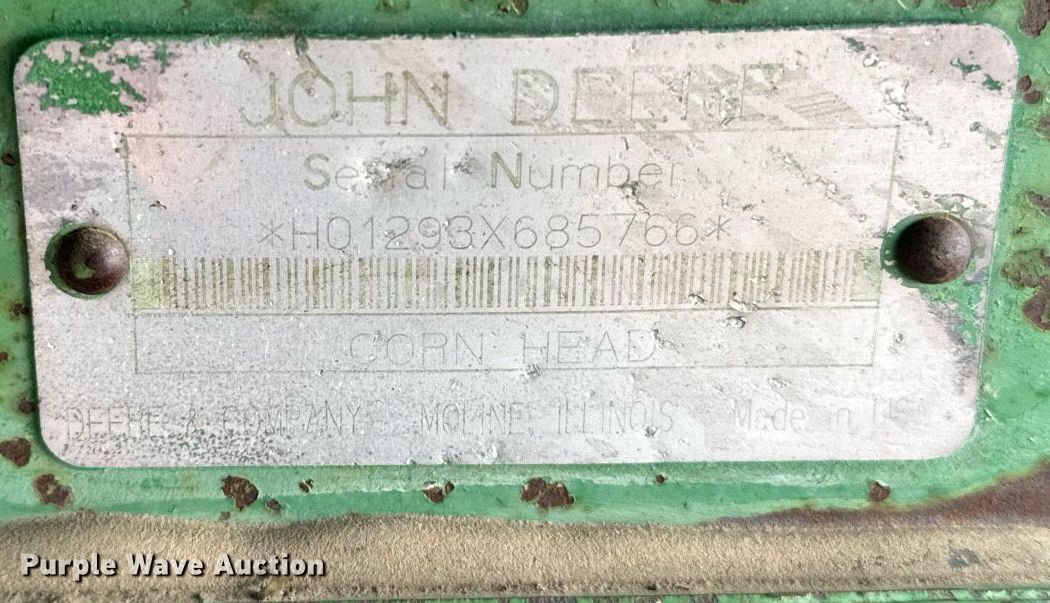 JOHN DEERE
Serial Number
*H01293X685766*
CORN HEAD
DEERE & COMPANY MOLINE, ILLINOIS Made in USA
Purple Wave Auction